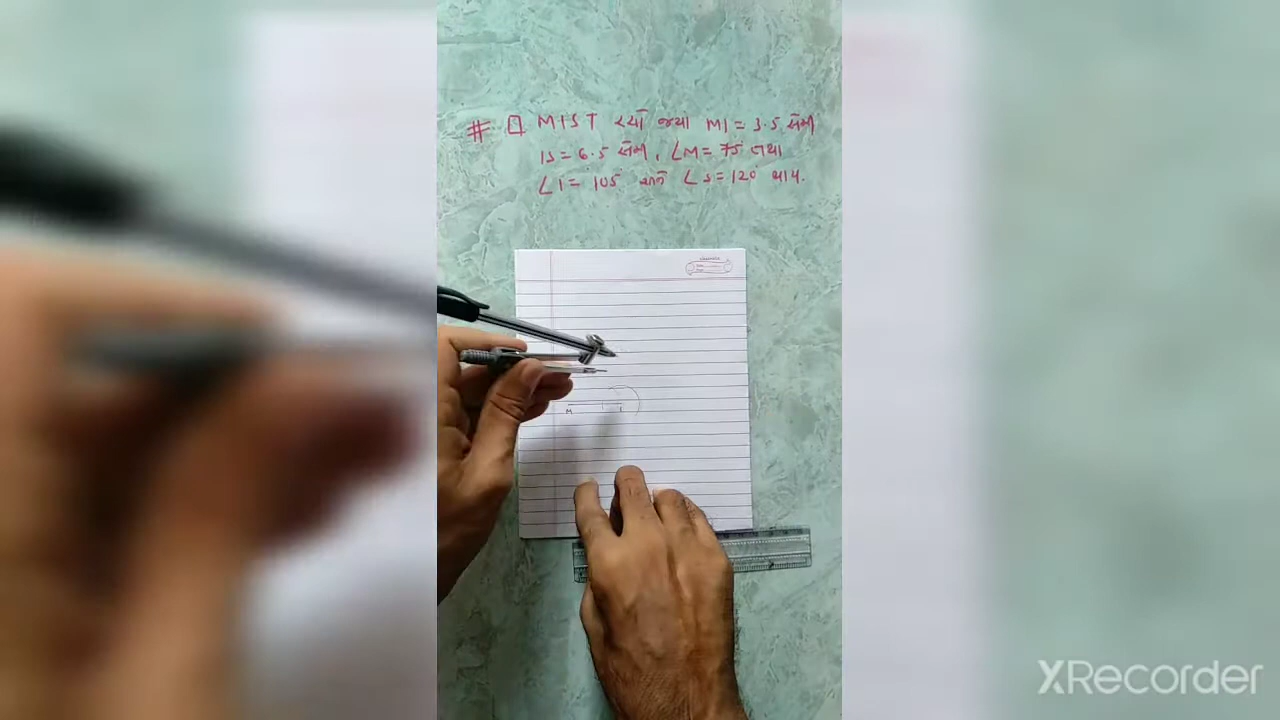 # □ MIST રચો જ્યાં MI = 3.5 સેમી
IS = 6.5 સેમી, ∠M = 75° તથા
∠I = 105° અને ∠S = 120° થાય.
M
I
XRecorder